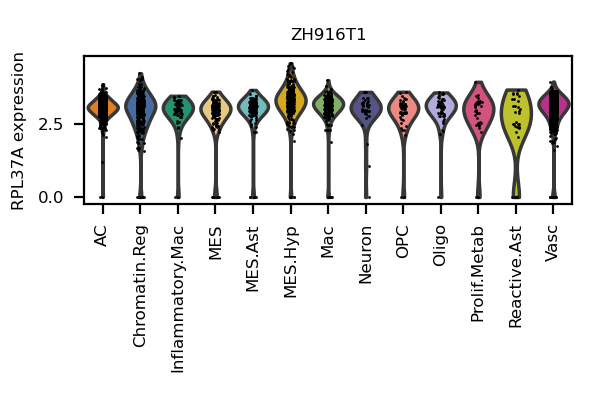 ZH916T1
RPL37A expression
2.5
0.0
AC
Chromatin.Reg
Inflammatory.Mac
MES
MES.Ast
MES.Hyp
Mac
Neuron
OPC
Oligo
Prolif.Metab
Reactive.Ast
Vasc